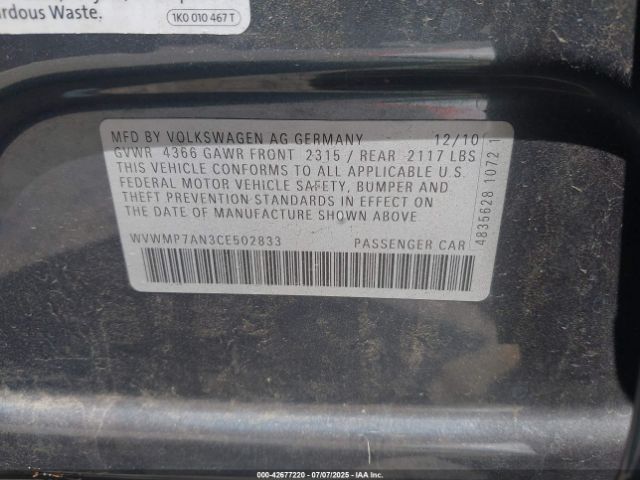 ardous Waste.
1K0 010 467 T
MFD BY VOLKSWAGEN AG GERMANY 12/10
GVWR 4366 GAWR FRONT 2315 / REAR 2117 LBS
THIS VEHICLE CONFORMS TO ALL APPLICABLE U.S.
FEDERAL MOTOR VEHICLE SAFETY, BUMPER AND
THEFT PREVENTION STANDARDS IN EFFECT ON
THE DATE OF MANUFACTURE SHOWN ABOVE
WVWMP7AN3CE502833 PASSENGER CAR
4835628 1072 1
000-42677220 - 07/07/2025 - IAA Inc.